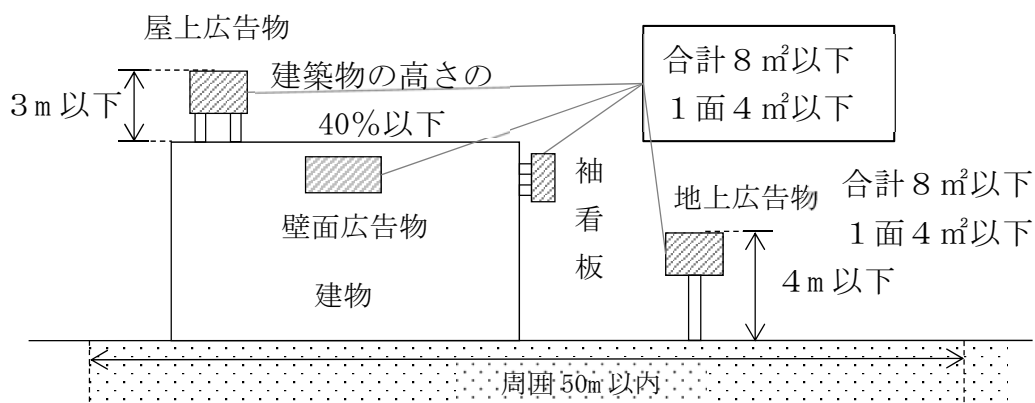 屋上広告物
建築物の高さの
40%以下
3m以下
合計8㎡以下
1面4㎡以下
袖看板
壁面広告物
建物
地上広告物
合計8㎡以下
1面4㎡以下
4m以下
周囲50m以内